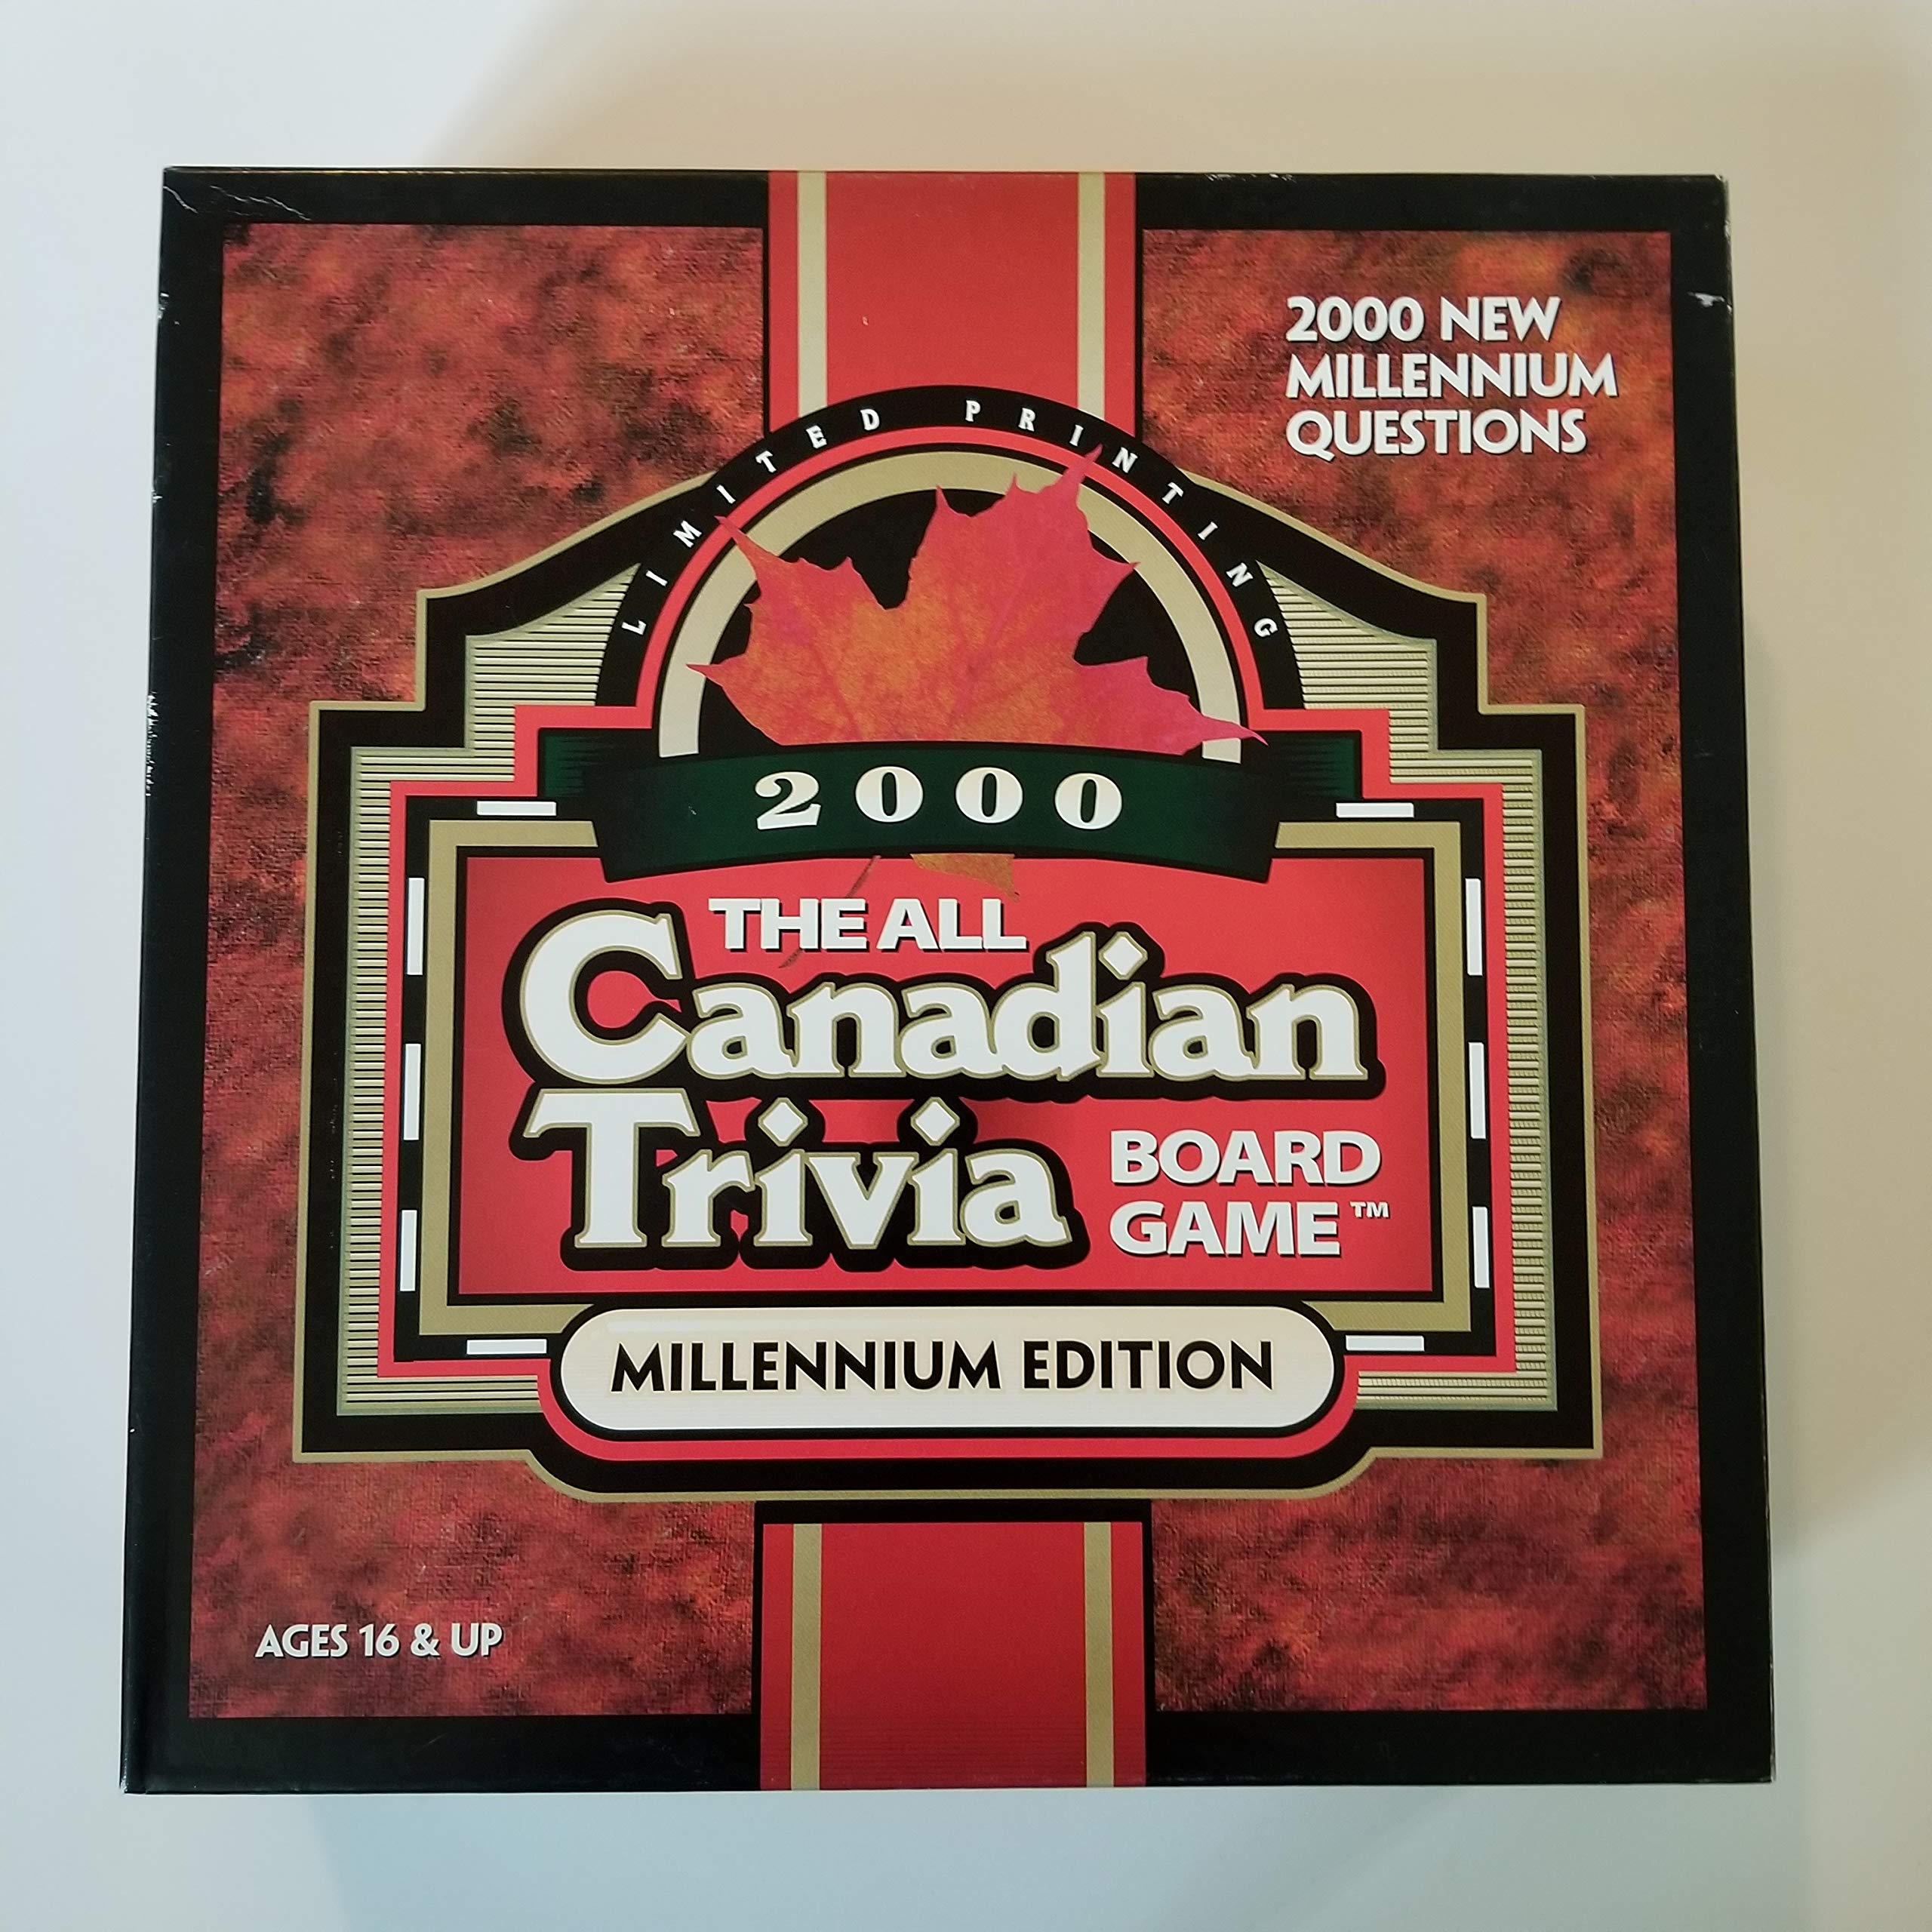 2000 NEW
MILLENNIUM
QUESTIONS
LIMITED PRINTING
2000
THE ALL
Canadian
Trivia
BOARD
GAME™
MILLENNIUM EDITION
AGES 16 & UP